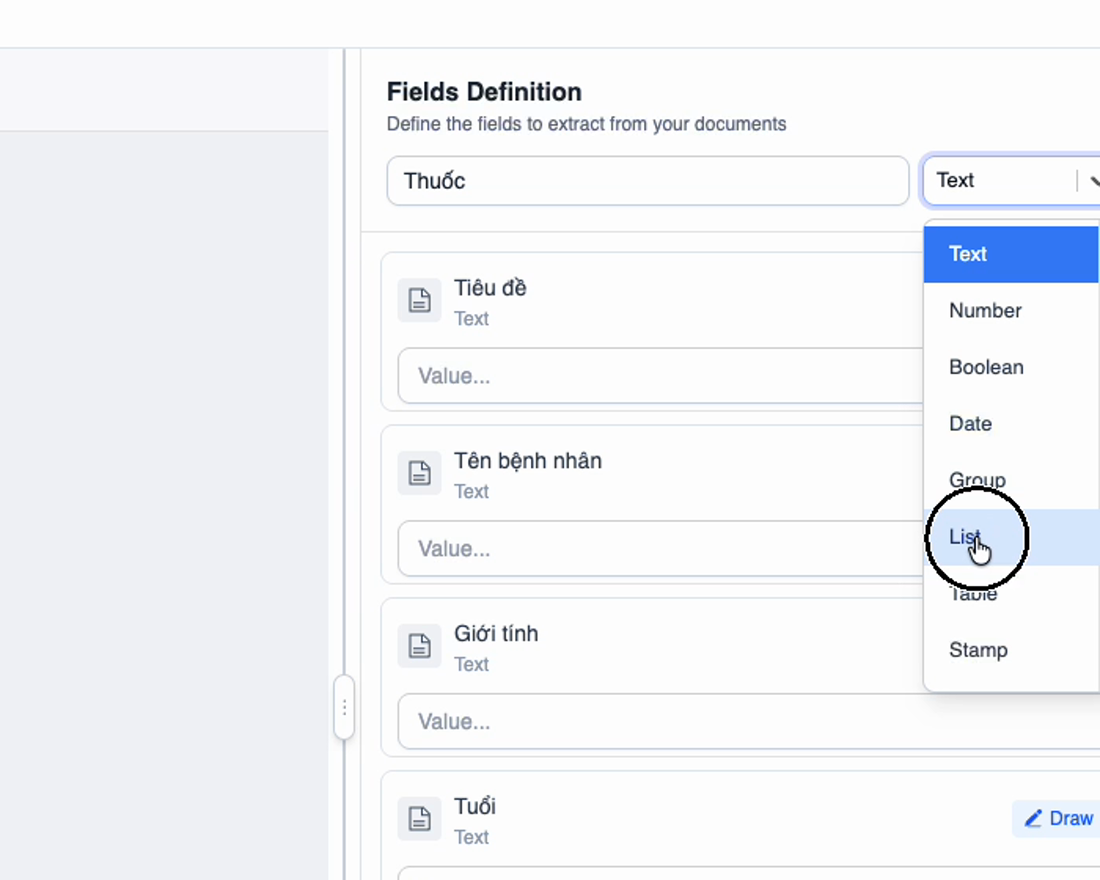 Fields Definition
Define the fields to extract from your documents
Thuốc
Text
Text
Number
Boolean
Date
Group
List
Table
Stamp
Tiêu đề
Text
Value...
Tên bệnh nhân
Text
Value...
Giới tính
Text
Value...
Tuổi
Text
Draw